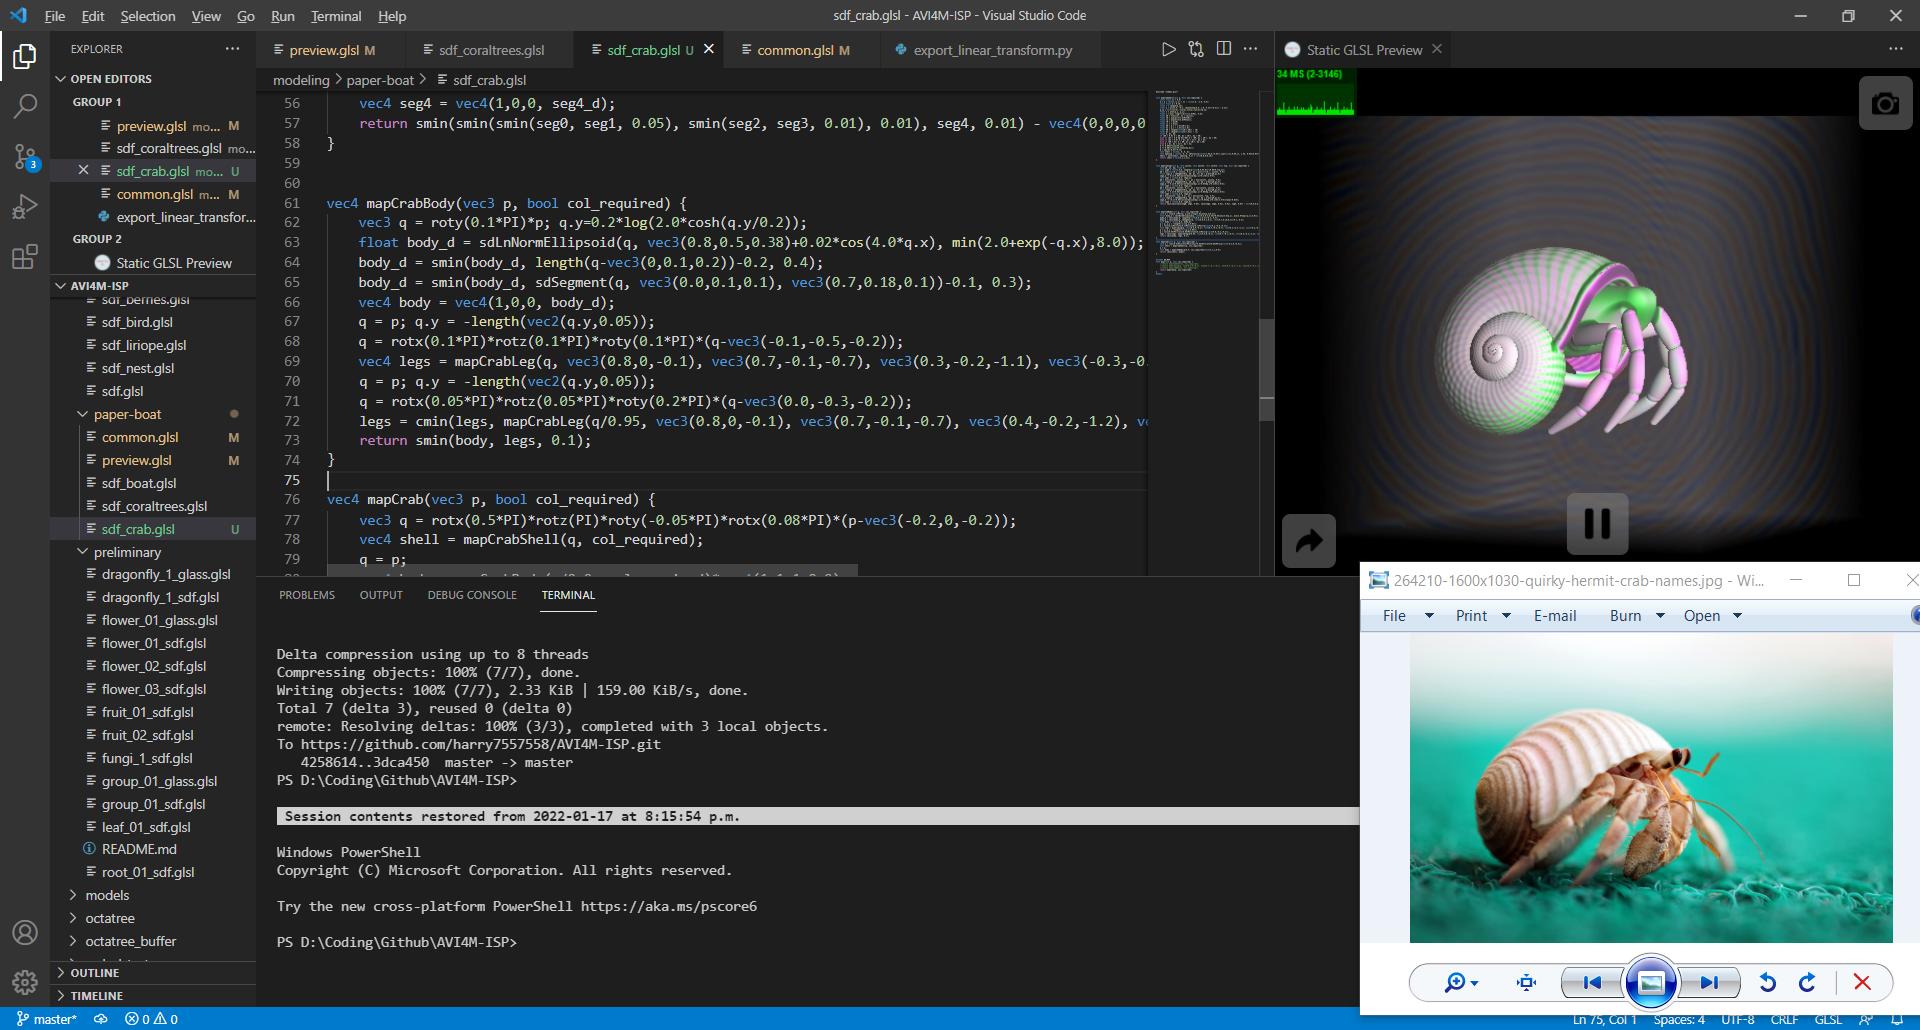 File Edit Selection View Go Run Terminal Help
sdf_crab.glsl - AVI4M-ISP - Visual Studio Code
EXPLORER
OPEN EDITORS
GROUP 1
preview.glsl mo... M
sdf_coraltrees.glsl mo...
sdf_crab.glsl mo... U
common.glsl m... M
export_linear_transfor...
GROUP 2
Static GLSL Preview
AVI4M-ISP
sdf_berries.glsl
sdf_bird.glsl
sdf_liriope.glsl
sdf_nest.glsl
sdf.glsl
paper-boat
common.glsl M
preview.glsl M
sdf_boat.glsl
sdf_coraltrees.glsl
sdf_crab.glsl U
preliminary
dragonfly_1_glass.glsl
dragonfly_1_sdf.glsl
flower_01_glass.glsl
flower_01_sdf.glsl
flower_02_sdf.glsl
flower_03_sdf.glsl
fruit_01_sdf.glsl
fruit_02_sdf.glsl
fungi_1_sdf.glsl
group_01_glass.glsl
group_01_sdf.glsl
leaf_01_sdf.glsl
README.md
root_01_sdf.glsl
models
octatree
octatree_buffer
OUTLINE
TIMELINE
3
preview.glsl M sdf_coraltrees.glsl sdf_crab.glsl U common.glsl M export_linear_transform.py
modeling > paper-boat > sdf_crab.glsl
56 vec4 seg4 = vec4(1,0,0, seg4_d);
57 return smin(smin(smin(seg0, seg1, 0.05), smin(seg2, seg3, 0.01), 0.01), seg4, 0.01) - vec4(0,0,0,0
58 }
59
60
61 vec4 mapCrabBody(vec3 p, bool col_required) {
62 vec3 q = roty(0.1*PI)*p; q.y=0.2*log(2.0*cosh(q.y/0.2));
63 float body_d = sdLnNormEllipsoid(q, vec3(0.8,0.5,0.38)+0.02*cos(4.0*q.x), min(2.0+exp(-q.x),8.0));
64 body_d = smin(body_d, length(q-vec3(0,0.1,0.2))-0.2, 0.4);
65 body_d = smin(body_d, sdSegment(q, vec3(0.0,0.1,0.1), vec3(0.7,0.18,0.1))-0.1, 0.3);
66 vec4 body = vec4(1,0,0, body_d);
67 q = p; q.y = -length(vec2(q.y,0.05));
68 q = rotx(0.1*PI)*rotz(0.1*PI)*roty(0.1*PI)*(q-vec3(-0.1,-0.5,-0.2));
69 vec4 legs = mapCrabLeg(q, vec3(0.8,0,-0.1), vec3(0.7,-0.1,-0.7), vec3(0.3,-0.2,-1.1), vec3(-0.3,-0.
70 q = p; q.y = -length(vec2(q.y,0.05));
71 q = rotx(0.05*PI)*rotz(0.05*PI)*roty(0.2*PI)*(q-vec3(0.0,-0.3,-0.2));
72 legs = cmin(legs, mapCrabLeg(q/0.95, vec3(0.8,0,-0.1), vec3(0.7,-0.1,-0.7), vec3(0.4,-0.2,-1.2), v
73 return smin(body, legs, 0.1);
74 }
75
76 vec4 mapCrab(vec3 p, bool col_required) {
77 vec3 q = rotx(0.5*PI)*rotz(PI)*roty(-0.05*PI)*rotx(0.08*PI)*(p-vec3(-0.2,0,-0.2));
78 vec4 shell = mapCrabShell(q, col_required);
79 q = p;
PROBLEMS OUTPUT DEBUG CONSOLE TERMINAL
Delta compression using up to 8 threads
Compressing objects: 100% (7/7), done.
Writing objects: 100% (7/7), 2.33 KiB | 159.00 KiB/s, done.
Total 7 (delta 3), reused 0 (delta 0)
remote: Resolving deltas: 100% (3/3), completed with 3 local objects.
To https://github.com/harry7557558/AVI4M-ISP.git
4258614..3dca450 master -> master
PS D:\Coding\Github\AVI4M-ISP>
Session contents restored from 2022-01-17 at 8:15:54 p.m.
Windows PowerShell
Copyright (C) Microsoft Corporation. All rights reserved.
Try the new cross-platform PowerShell https://aka.ms/pscore6
PS D:\Coding\Github\AVI4M-ISP>
Static GLSL Preview
34 MS (2-3146)
264210-1600x1030-quirky-hermit-crab-names.jpg - Wi...
File Print E-mail Burn Open
master* 0 0
Ln 75, Col 1 Spaces: 4 UTF-8 CRLF GLSL